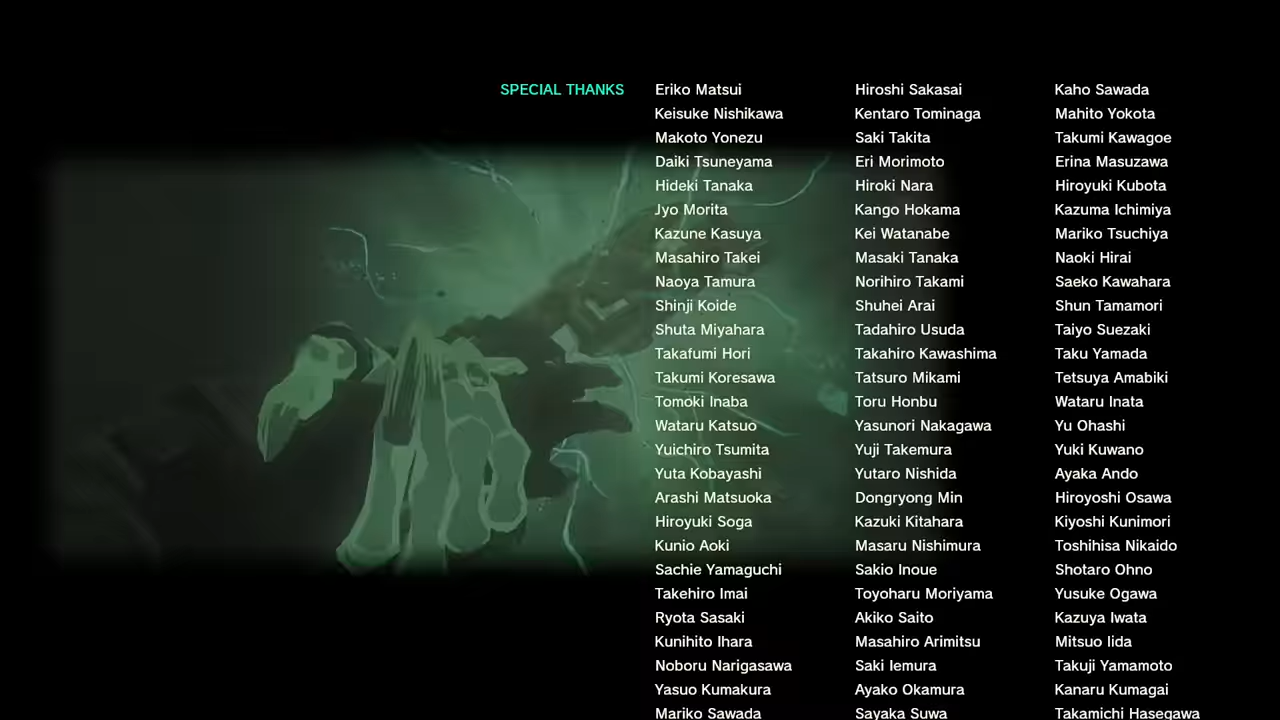 SPECIAL THANKS Eriko Matsui Hiroshi Sakasai Kaho Sawada
Keisuke Nishikawa Kentaro Tominaga Mahito Yokota
Makoto Yonezu Saki Takita Takumi Kawagoe
Daiki Tsuneyama Eri Morimoto Erina Masuzawa
Hideki Tanaka Hiroki Nara Hiroyuki Kubota
Jyo Morita Kango Hokama Kazuma Ichimiya
Kazune Kasuya Kei Watanabe Mariko Tsuchiya
Masahiro Takei Masaki Tanaka Naoki Hirai
Naoya Tamura Norihiro Takami Saeko Kawahara
Shinji Koide Shuhei Arai Shun Tamamori
Shuta Miyahara Tadahiro Usuda Taiyo Suezaki
Takafumi Hori Takahiro Kawashima Taku Yamada
Takumi Koresawa Tatsuro Mikami Tetsuya Amabiki
Tomoki Inaba Toru Honbu Wataru Inata
Wataru Katsuo Yasunori Nakagawa Yu Ohashi
Yuichiro Tsumita Yuji Takemura Yuki Kuwano
Yuta Kobayashi Yutaro Nishida Ayaka Ando
Arashi Matsuoka Dongryong Min Hiroyoshi Osawa
Hiroyuki Soga Kazuki Kitahara Kiyoshi Kunimori
Kunio Aoki Masaru Nishimura Toshihisa Nikaido
Sachie Yamaguchi Sakio Inoue Shotaro Ohno
Takehiro Imai Toyoharu Moriyama Yusuke Ogawa
Ryota Sasaki Akiko Saito Kazuya Iwata
Kunihito Ihara Masahiro Arimitsu Mitsuo Iida
Noboru Narigasawa Saki Iemura Takuji Yamamoto
Yasuo Kumakura Ayako Okamura Kanaru Kumagai
Mariko Sawada Sayaka Suwa Takamichi Hasegawa